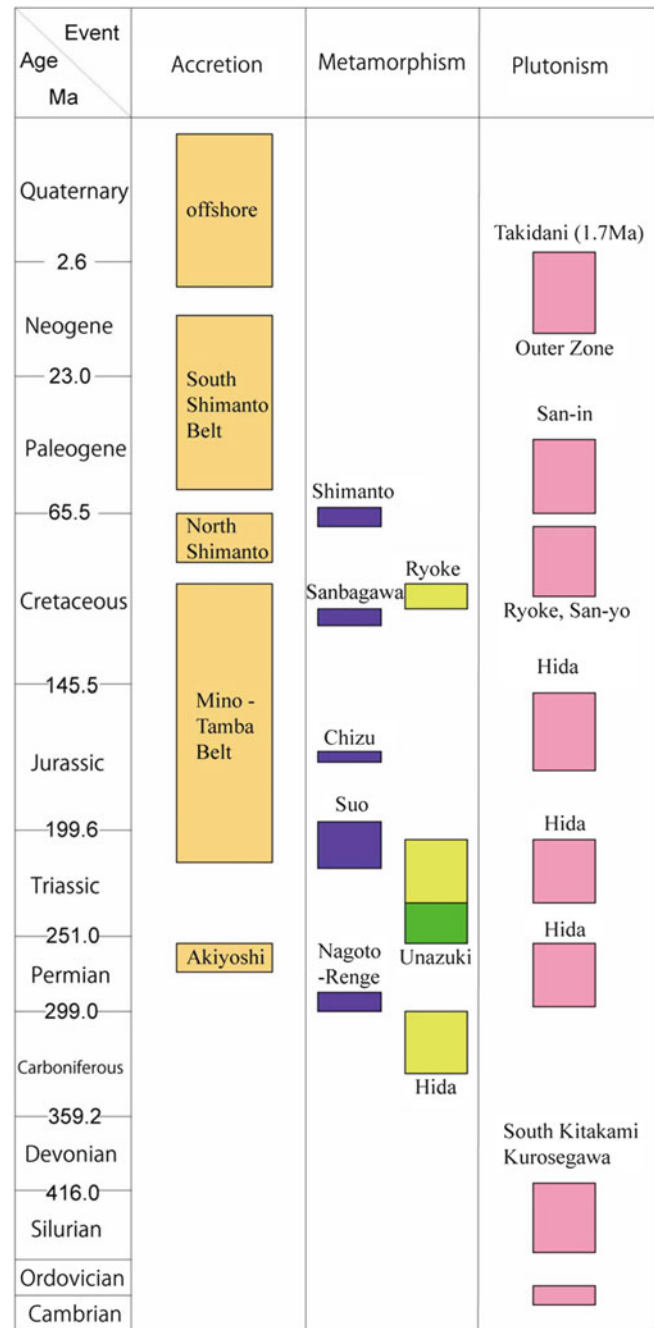 Event
Age
Ma
Accretion
Metamorphism
Plutonism
Quaternary
2.6
Neogene
23.0
Paleogene
65.5
Cretaceous
145.5
Jurassic
199.6
Triassic
251.0
Permian
299.0
Carboniferous
359.2
Devonian
416.0
Silurian
Ordovician
Cambrian
offshore
South
Shimanto
Belt
North
Shimanto
Mino -
Tamba
Belt
Akiyoshi
Shimanto
Ryoke
Sanbagawa
Chizu
Suo
Nagoto
-Renge
Unazuki
Hida
Takidani (1.7Ma)
Outer Zone
San-in
Ryoke, San-yo
Hida
Hida
Hida
South Kitakami
Kurosegawa